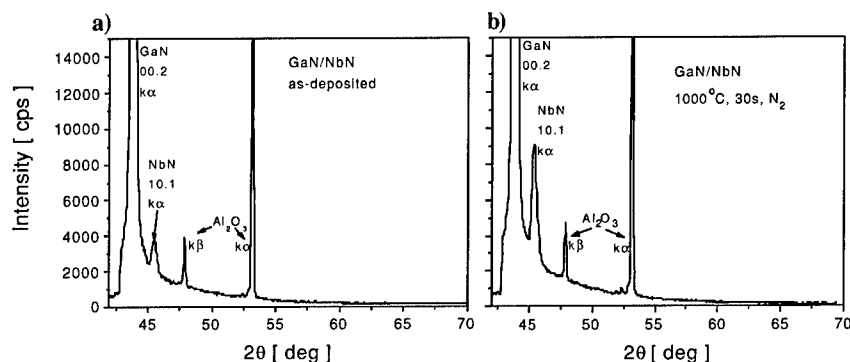 a)
Intensity [ cps]
14000
12000
10000
8000
6000
4000
2000
0
GaN
00.2
kα
NbN
10.1
kα
Al2O3
kβ
kα
GaN/NbN
as-deposited
45 50 55 60 65 70
2θ [ deg ]
b)
GaN
00.2
kα
NbN
10.1
kα
Al2O3
kβ
kα
GaN/NbN
1000°C, 30s, N2
45 50 55 60 65 70
2θ [ deg ]